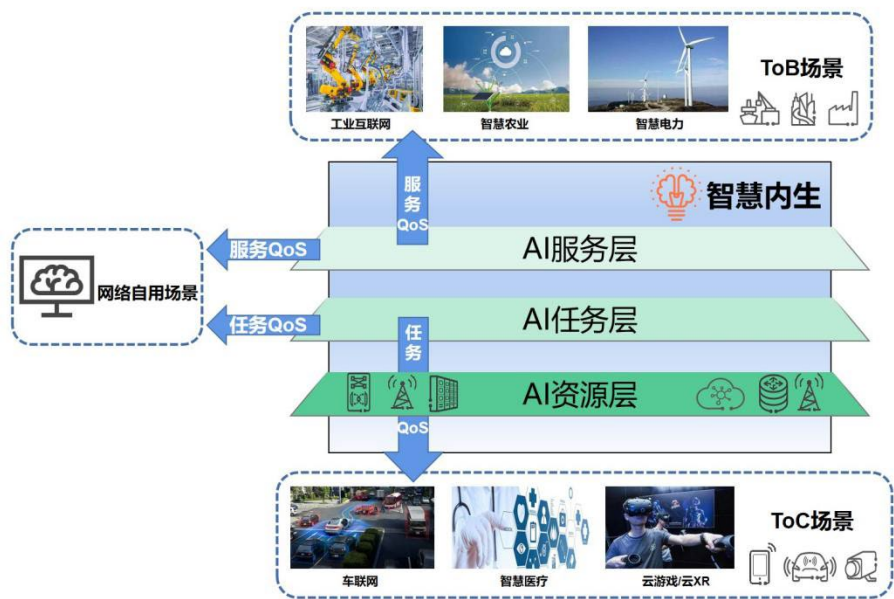 ToB场景
工业互联网
智慧农业
智慧电力
服务
QoS
智慧内生
服务QoS
AI服务层
网络自用场景
任务QoS
任务
AI任务层
AI资源层
QoS
ToC场景
车联网
智慧医疗
云游戏/云XR